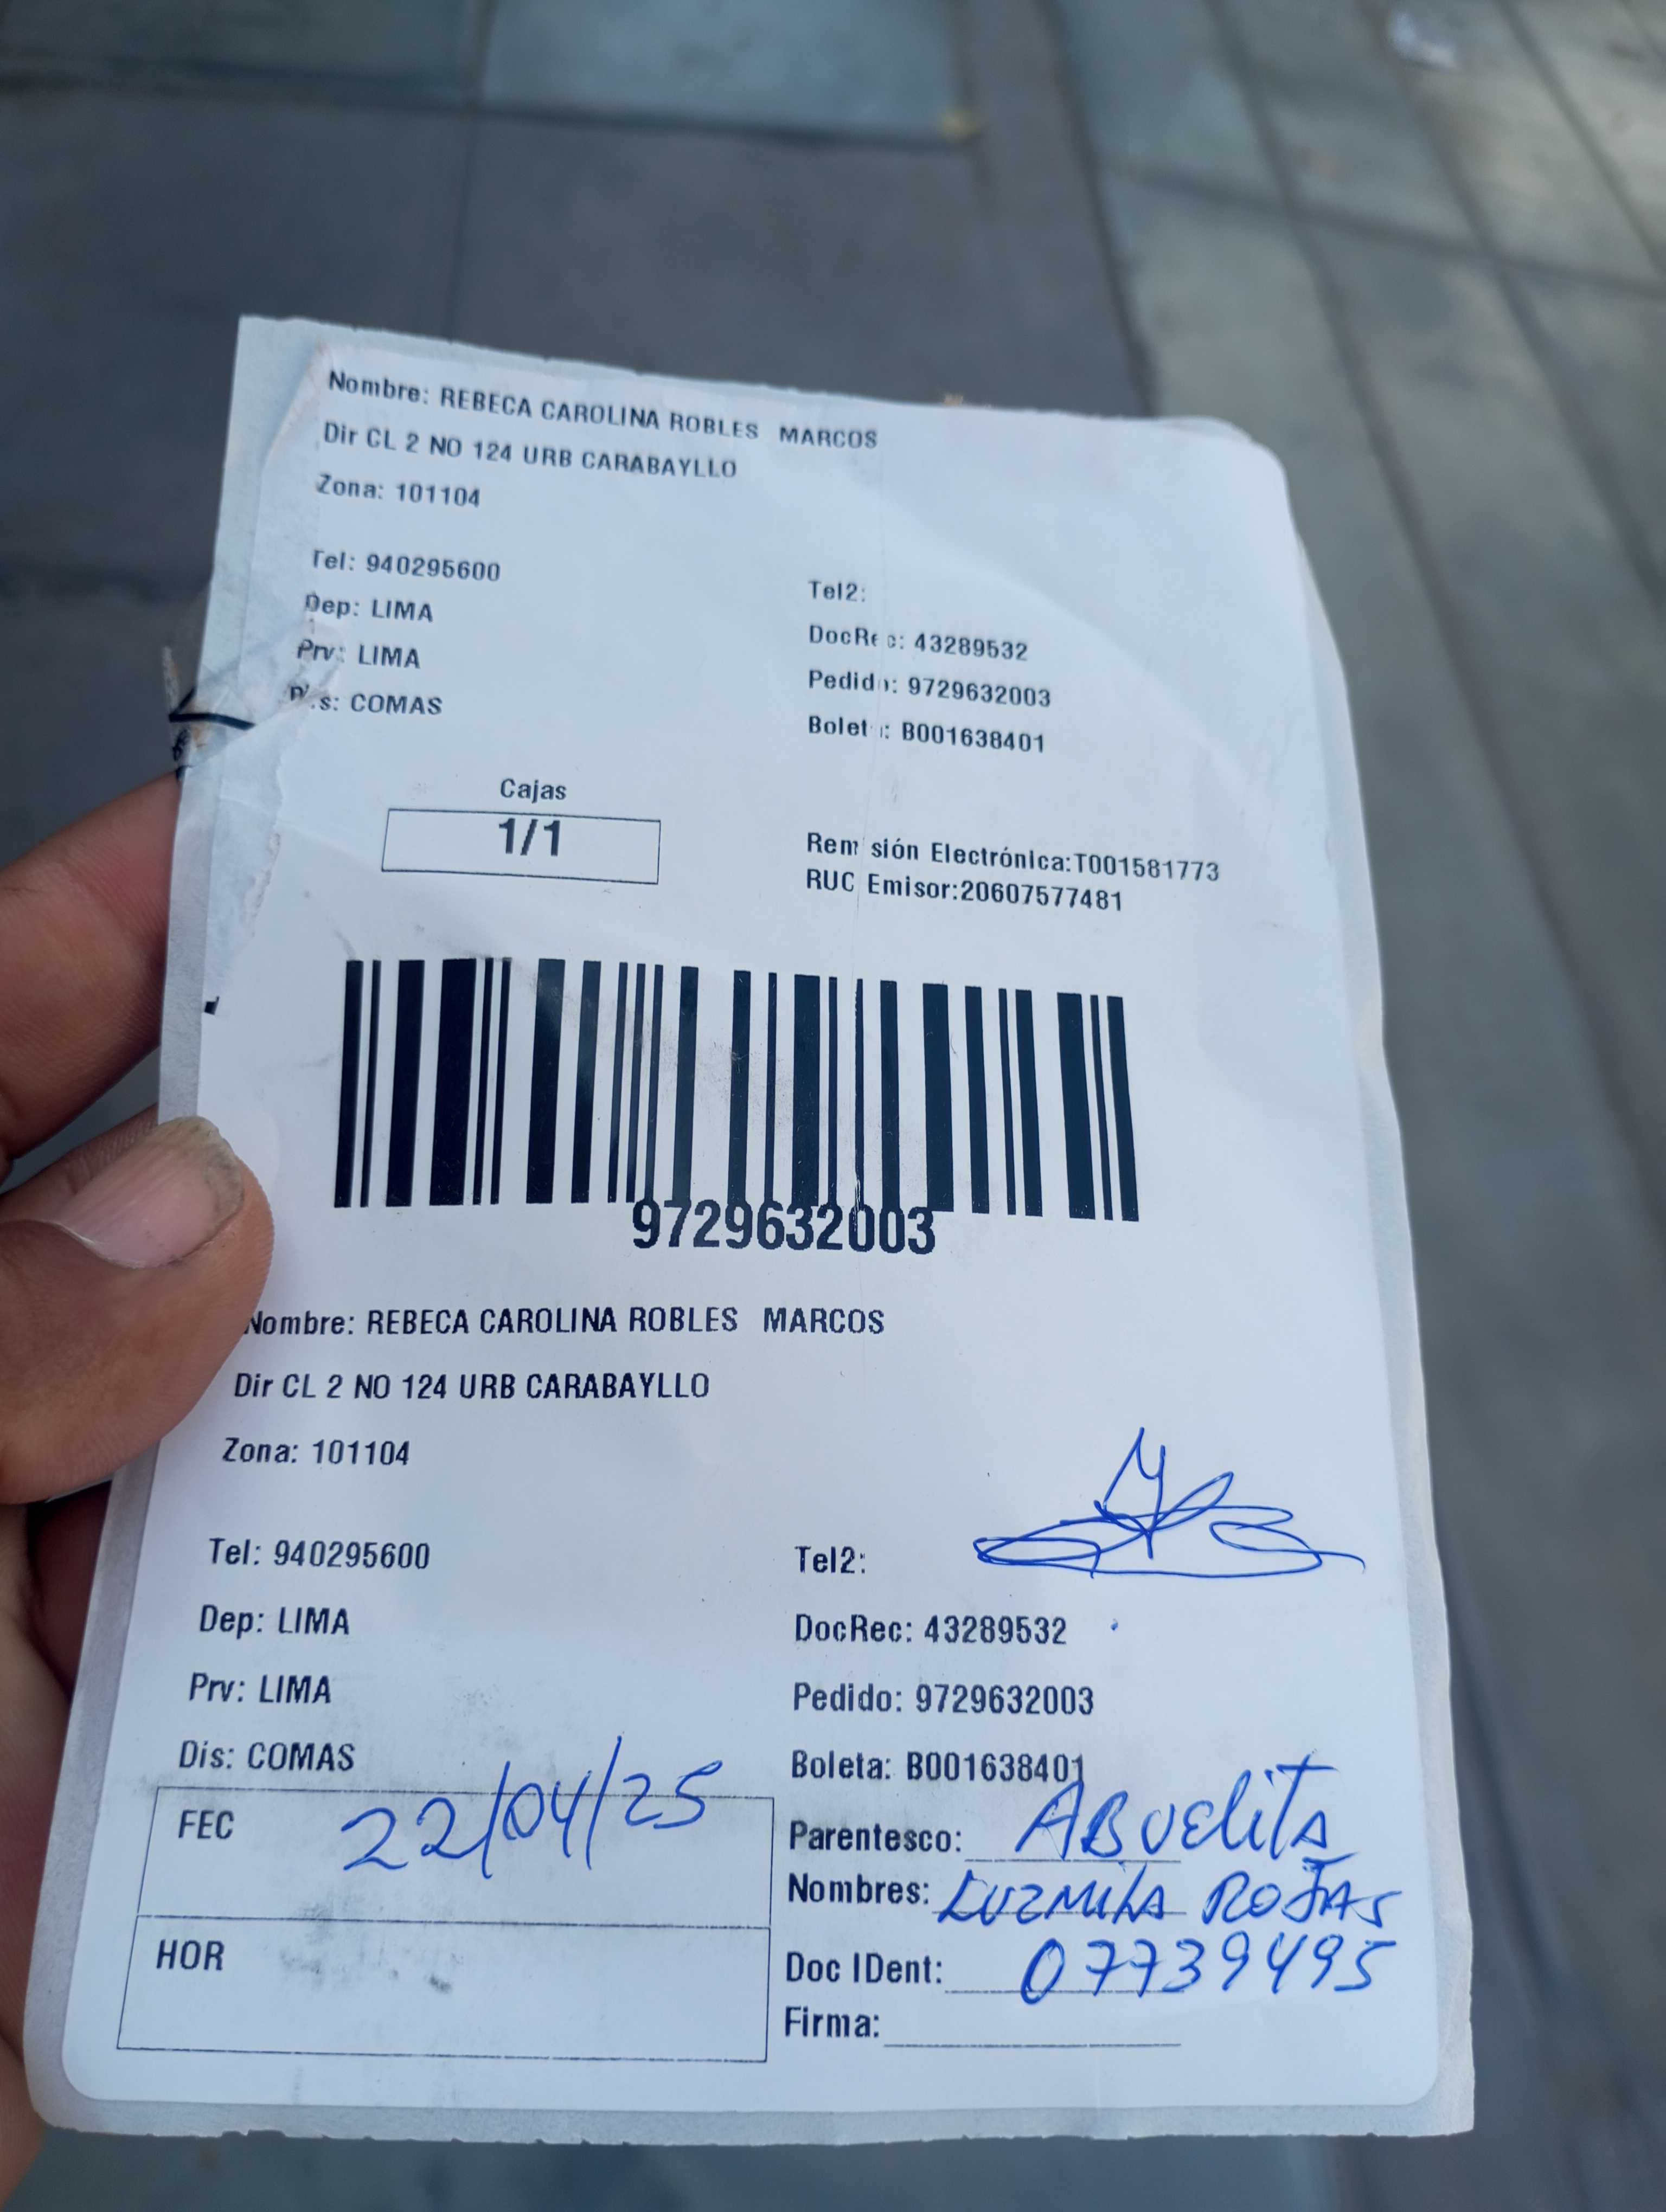 Nombre: REBECA CAROLINA ROBLES MARCOS
Dir CL 2 NO 124 URB CARABAYLLO
Zona: 101104
Tel: 940295600
Tel2:
Dep: LIMA
DocRec: 43289532
Prv: LIMA
Pedido: 9729632003
Dis: COMAS
Boleta: B001638401
Cajas
1/1
Remisión Electrónica:T001581773
RUC Emisor:20607577481
9729632003
Nombre: REBECA CAROLINA ROBLES MARCOS
Dir CL 2 NO 124 URB CARABAYLLO
Zona: 101104
Tel: 940295600
Tel2:
Dep: LIMA
DocRec: 43289532
Prv: LIMA
Pedido: 9729632003
Dis: COMAS
Boleta: B001638401
FEC 22/04/25
Parentesco: ABuelita
Nombres: LUZMILA ROJAS
HOR
Doc IDent: 07739495
Firma: